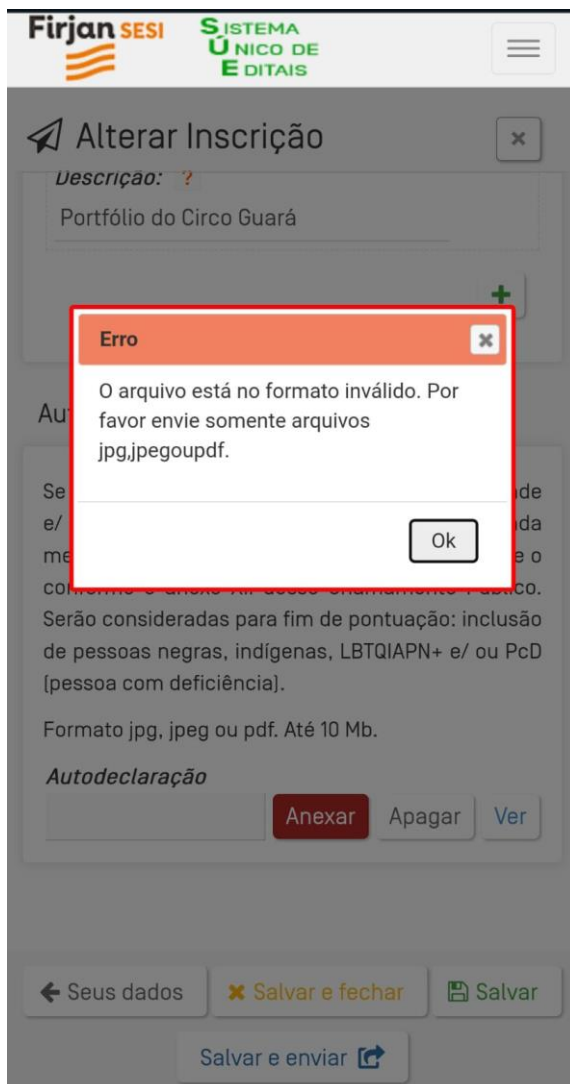 Firjan SESI
SISTEMA
ÚNICO DE
EDITAIS
Alterar Inscrição
Descrição: ?
Portfólio do Circo Guará
+
Erro
O arquivo está no formato inválido. Por
favor envie somente arquivos
jpg,jpegoupdf.
Ok
Au
Se
e/
me
Serão consideradas para fim de pontuação: inclusão
de pessoas negras, indígenas, LBTQIAPN+ e/ ou PcD
(pessoa com deficiência).
Formato jpg, jpeg ou pdf. Até 10 Mb.
Autodeclaração
Anexar Apagar Ver
Seus dados Salvar e fechar Salvar
Salvar e enviar